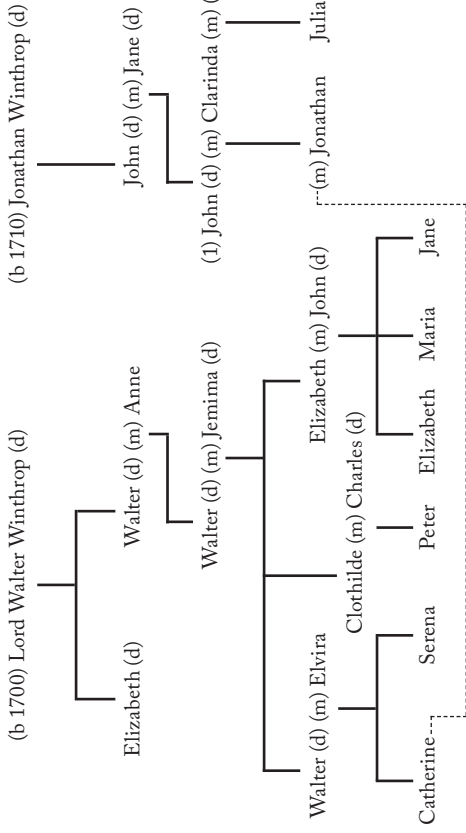 (b 1700) Lord Walter Winthrop (d)
(b 1710) Jonathan Winthrop (d)
Elizabeth (d)
Walter (d) (m) Anne
John (d) (m) Jane (d)
Walter (d) (m) Jemima (d)
(1) John (d) (m) Clarinda (m) (
Walter (d) (m) Elvira
Clothilde (m) Charles (d)
Elizabeth (m) John (d)
(m) Jonathan
Julia
Catherine
Serena
Peter
Elizabeth
Maria
Jane